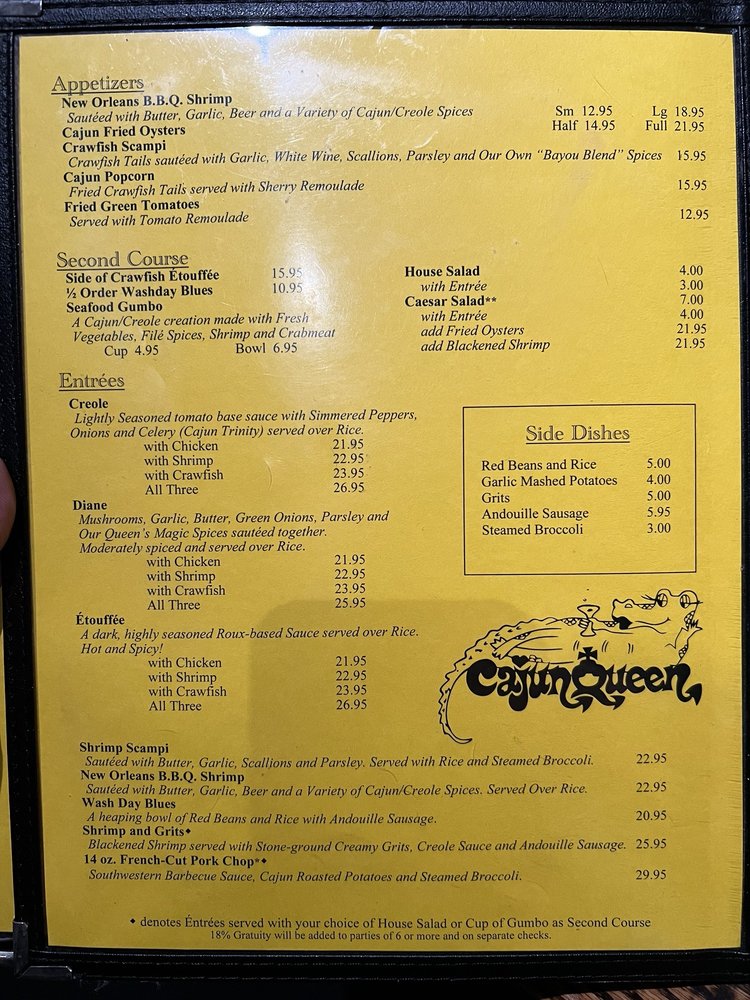 Appetizers
New Orleans B.B.Q. Shrimp
Sautéed with Butter, Garlic, Beer and a Variety of Cajun/Creole Spices Sm 12.95 Lg 18.95
Cajun Fried Oysters Half 14.95 Full 21.95
Crawfish Scampi
Crawfish Tails sautéed with Garlic, White Wine, Scallions, Parsley and Our Own "Bayou Blend" Spices 15.95
Cajun Popcorn
Fried Crawfish Tails served with Sherry Remoulade 15.95
Fried Green Tomatoes
Served with Tomato Remoulade 12.95
Second Course
Side of Crawfish Étouffée 15.95
½ Order Washday Blues 10.95
Seafood Gumbo
A Cajun/Creole creation made with Fresh
Vegetables, Filé Spices, Shrimp and Crabmeat
Cup 4.95 Bowl 6.95
House Salad 4.00
with Entrée 3.00
Caesar Salad** 7.00
with Entrée 4.00
add Fried Oysters 21.95
add Blackened Shrimp 21.95
Entrées
Creole
Lightly Seasoned tomato base sauce with Simmered Peppers,
Onions and Celery (Cajun Trinity) served over Rice.
with Chicken 21.95
with Shrimp 22.95
with Crawfish 23.95
All Three 26.95
Diane
Mushrooms, Garlic, Butter, Green Onions, Parsley and
Our Queen's Magic Spices sautéed together.
Moderately spiced and served over Rice.
with Chicken 21.95
with Shrimp 22.95
with Crawfish 23.95
All Three 25.95
Étouffée
A dark, highly seasoned Roux-based Sauce served over Rice.
Hot and Spicy!
with Chicken 21.95
with Shrimp 22.95
with Crawfish 23.95
All Three 26.95
Side Dishes
Red Beans and Rice 5.00
Garlic Mashed Potatoes 4.00
Grits 5.00
Andouille Sausage 5.95
Steamed Broccoli 3.00
Cajun Queen
Shrimp Scampi
Sautéed with Butter, Garlic, Scallions and Parsley. Served with Rice and Steamed Broccoli. 22.95
New Orleans B.B.Q. Shrimp
Sautéed with Butter, Garlic, Beer and a Variety of Cajun/Creole Spices. Served Over Rice. 22.95
Wash Day Blues
A heaping bowl of Red Beans and Rice with Andouille Sausage. 20.95
Shrimp and Grits◆
Blackened Shrimp served with Stone-ground Creamy Grits, Creole Sauce and Andouille Sausage. 25.95
14 oz. French-Cut Pork Chop*◆
Southwestern Barbecue Sauce, Cajun Roasted Potatoes and Steamed Broccoli. 29.95
◆ denotes Éntrées served with your choice of House Salad or Cup of Gumbo as Second Course
18% Gratuity will be added to parties of 6 or more and on separate checks.